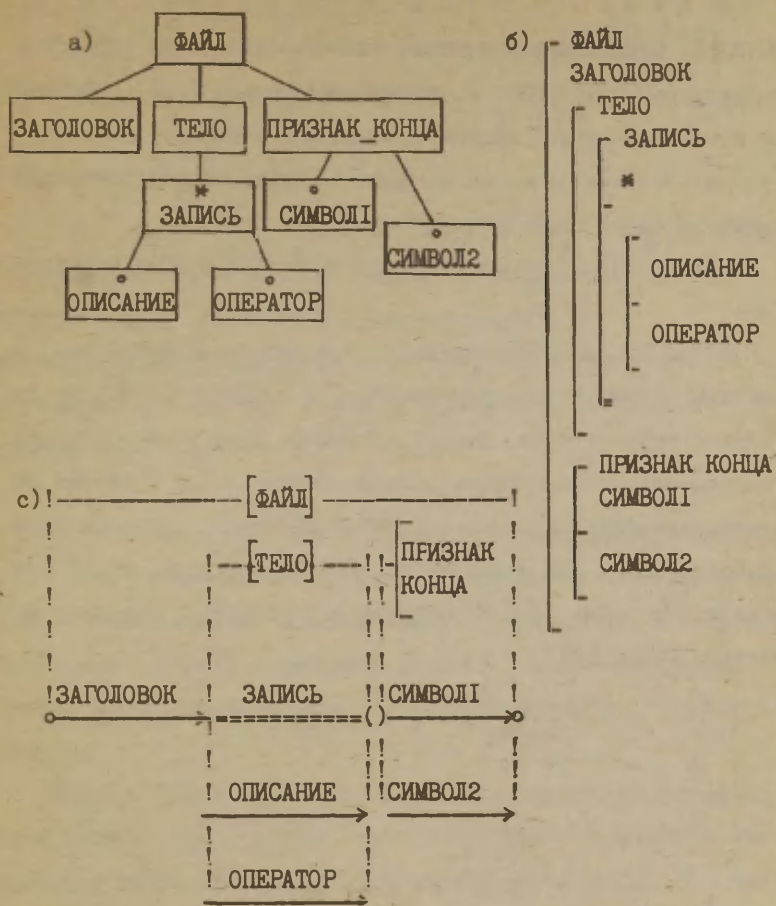 а)
ФАЙЛ
ЗАГОЛОВОК ТЕЛО ПРИЗНАК_КОНЦА
* ЗАПИСЬ
° СИМВОЛ1
° СИМВОЛ2
° ОПИСАНИЕ
° ОПЕРАТОР
б)
ФАЙЛ
ЗАГОЛОВОК
ТЕЛО
ЗАПИСЬ
*
ОПИСАНИЕ
ОПЕРАТОР
=
ПРИЗНАК КОНЦА
СИМВОЛ1
СИМВОЛ2
с)!---------[ФАЙЛ]---------!
!--[ТЕЛО]--!!-[ПРИЗНАК
КОНЦА
!ЗАГОЛОВОК ! ЗАПИСЬ !!СИМВОЛ1 !
===========()
! ОПИСАНИЕ !!СИМВОЛ2 !
! ОПЕРАТОР !